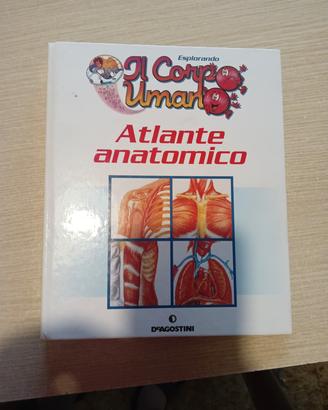 Esplorando
Il Corpo
Umano
Atlante
anatomico
DeAGOSTINI